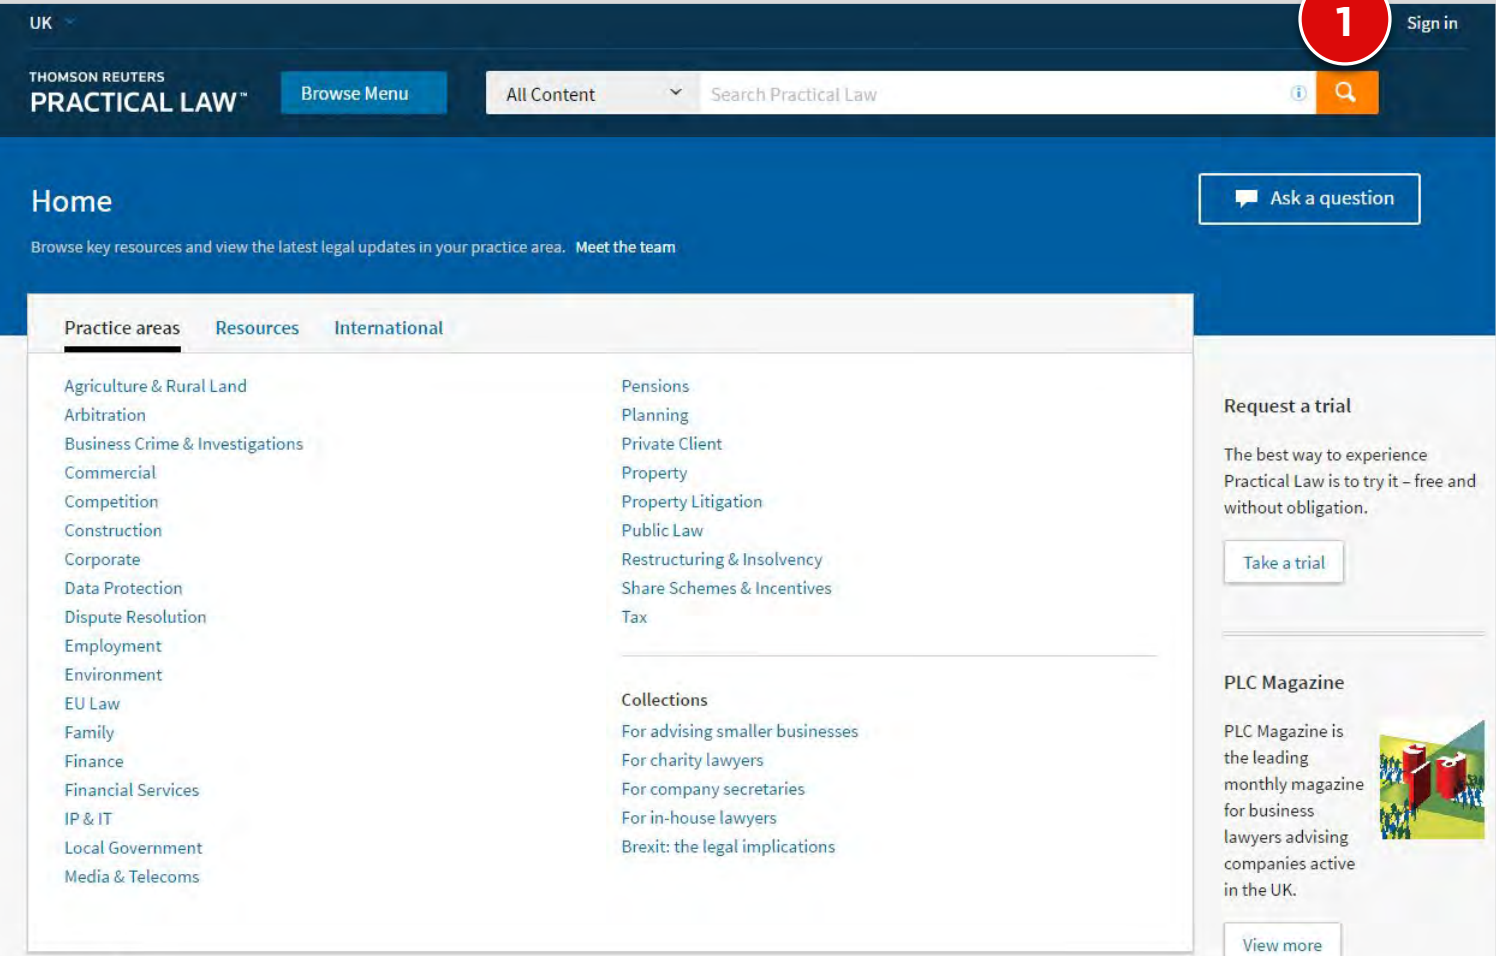 UK
1
Sign in
THOMSON REUTERS
PRACTICAL LAW™
Browse Menu
All Content
Search Practical Law
Home
Ask a question
Browse key resources and view the latest legal updates in your practice area. Meet the team
Practice areas
Resources
International
Agriculture & Rural Land
Arbitration
Business Crime & Investigations
Commercial
Competition
Construction
Corporate
Data Protection
Dispute Resolution
Employment
Environment
EU Law
Family
Finance
Financial Services
IP & IT
Local Government
Media & Telecoms
Pensions
Planning
Private Client
Property
Property Litigation
Public Law
Restructuring & Insolvency
Share Schemes & Incentives
Tax
Collections
For advising smaller businesses
For charity lawyers
For company secretaries
For in-house lawyers
Brexit: the legal implications
Request a trial
The best way to experience
Practical Law is to try it – free and
without obligation.
Take a trial
PLC Magazine
PLC Magazine is
the leading
monthly magazine
for business
lawyers advising
companies active
in the UK.
View more